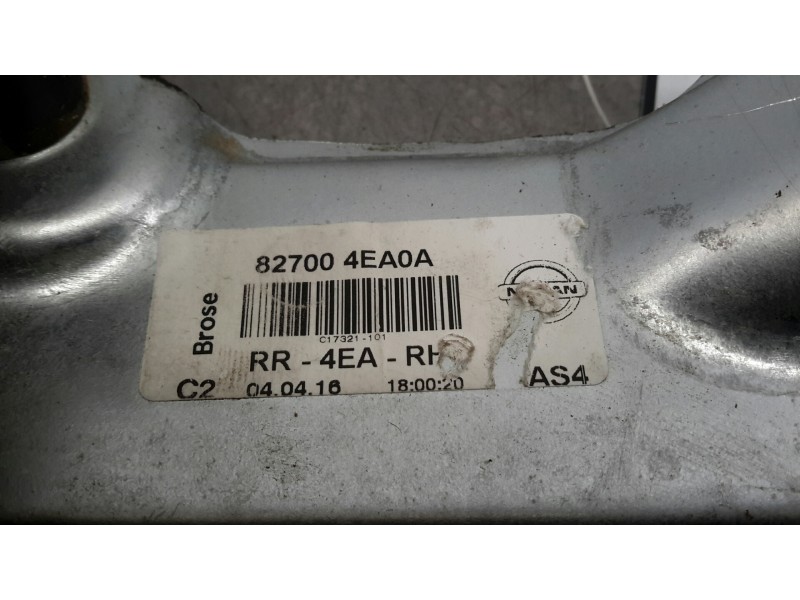 82700 4EA0A
Brose
C17321-101
RR - 4EA - RH
C2 04.04.16 18:00:20 AS4